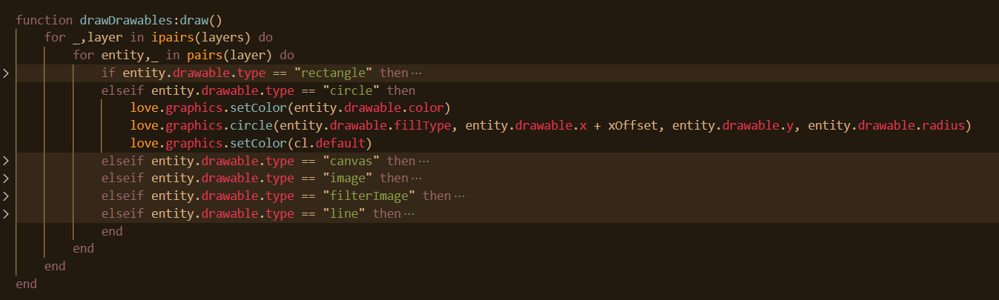 function drawDrawables:draw()
    for _,layer in ipairs(layers) do
        for entity,_ in pairs(layer) do
            if entity.drawable.type == "rectangle" then···
            elseif entity.drawable.type == "circle" then
                love.graphics.setColor(entity.drawable.color)
                love.graphics.circle(entity.drawable.fillType, entity.drawable.x + xOffset, entity.drawable.y, entity.drawable.radius)
                love.graphics.setColor(cl.default)
            elseif entity.drawable.type == "canvas" then···
            elseif entity.drawable.type == "image" then···
            elseif entity.drawable.type == "filterImage" then···
            elseif entity.drawable.type == "line" then···
            end
        end
    end
end